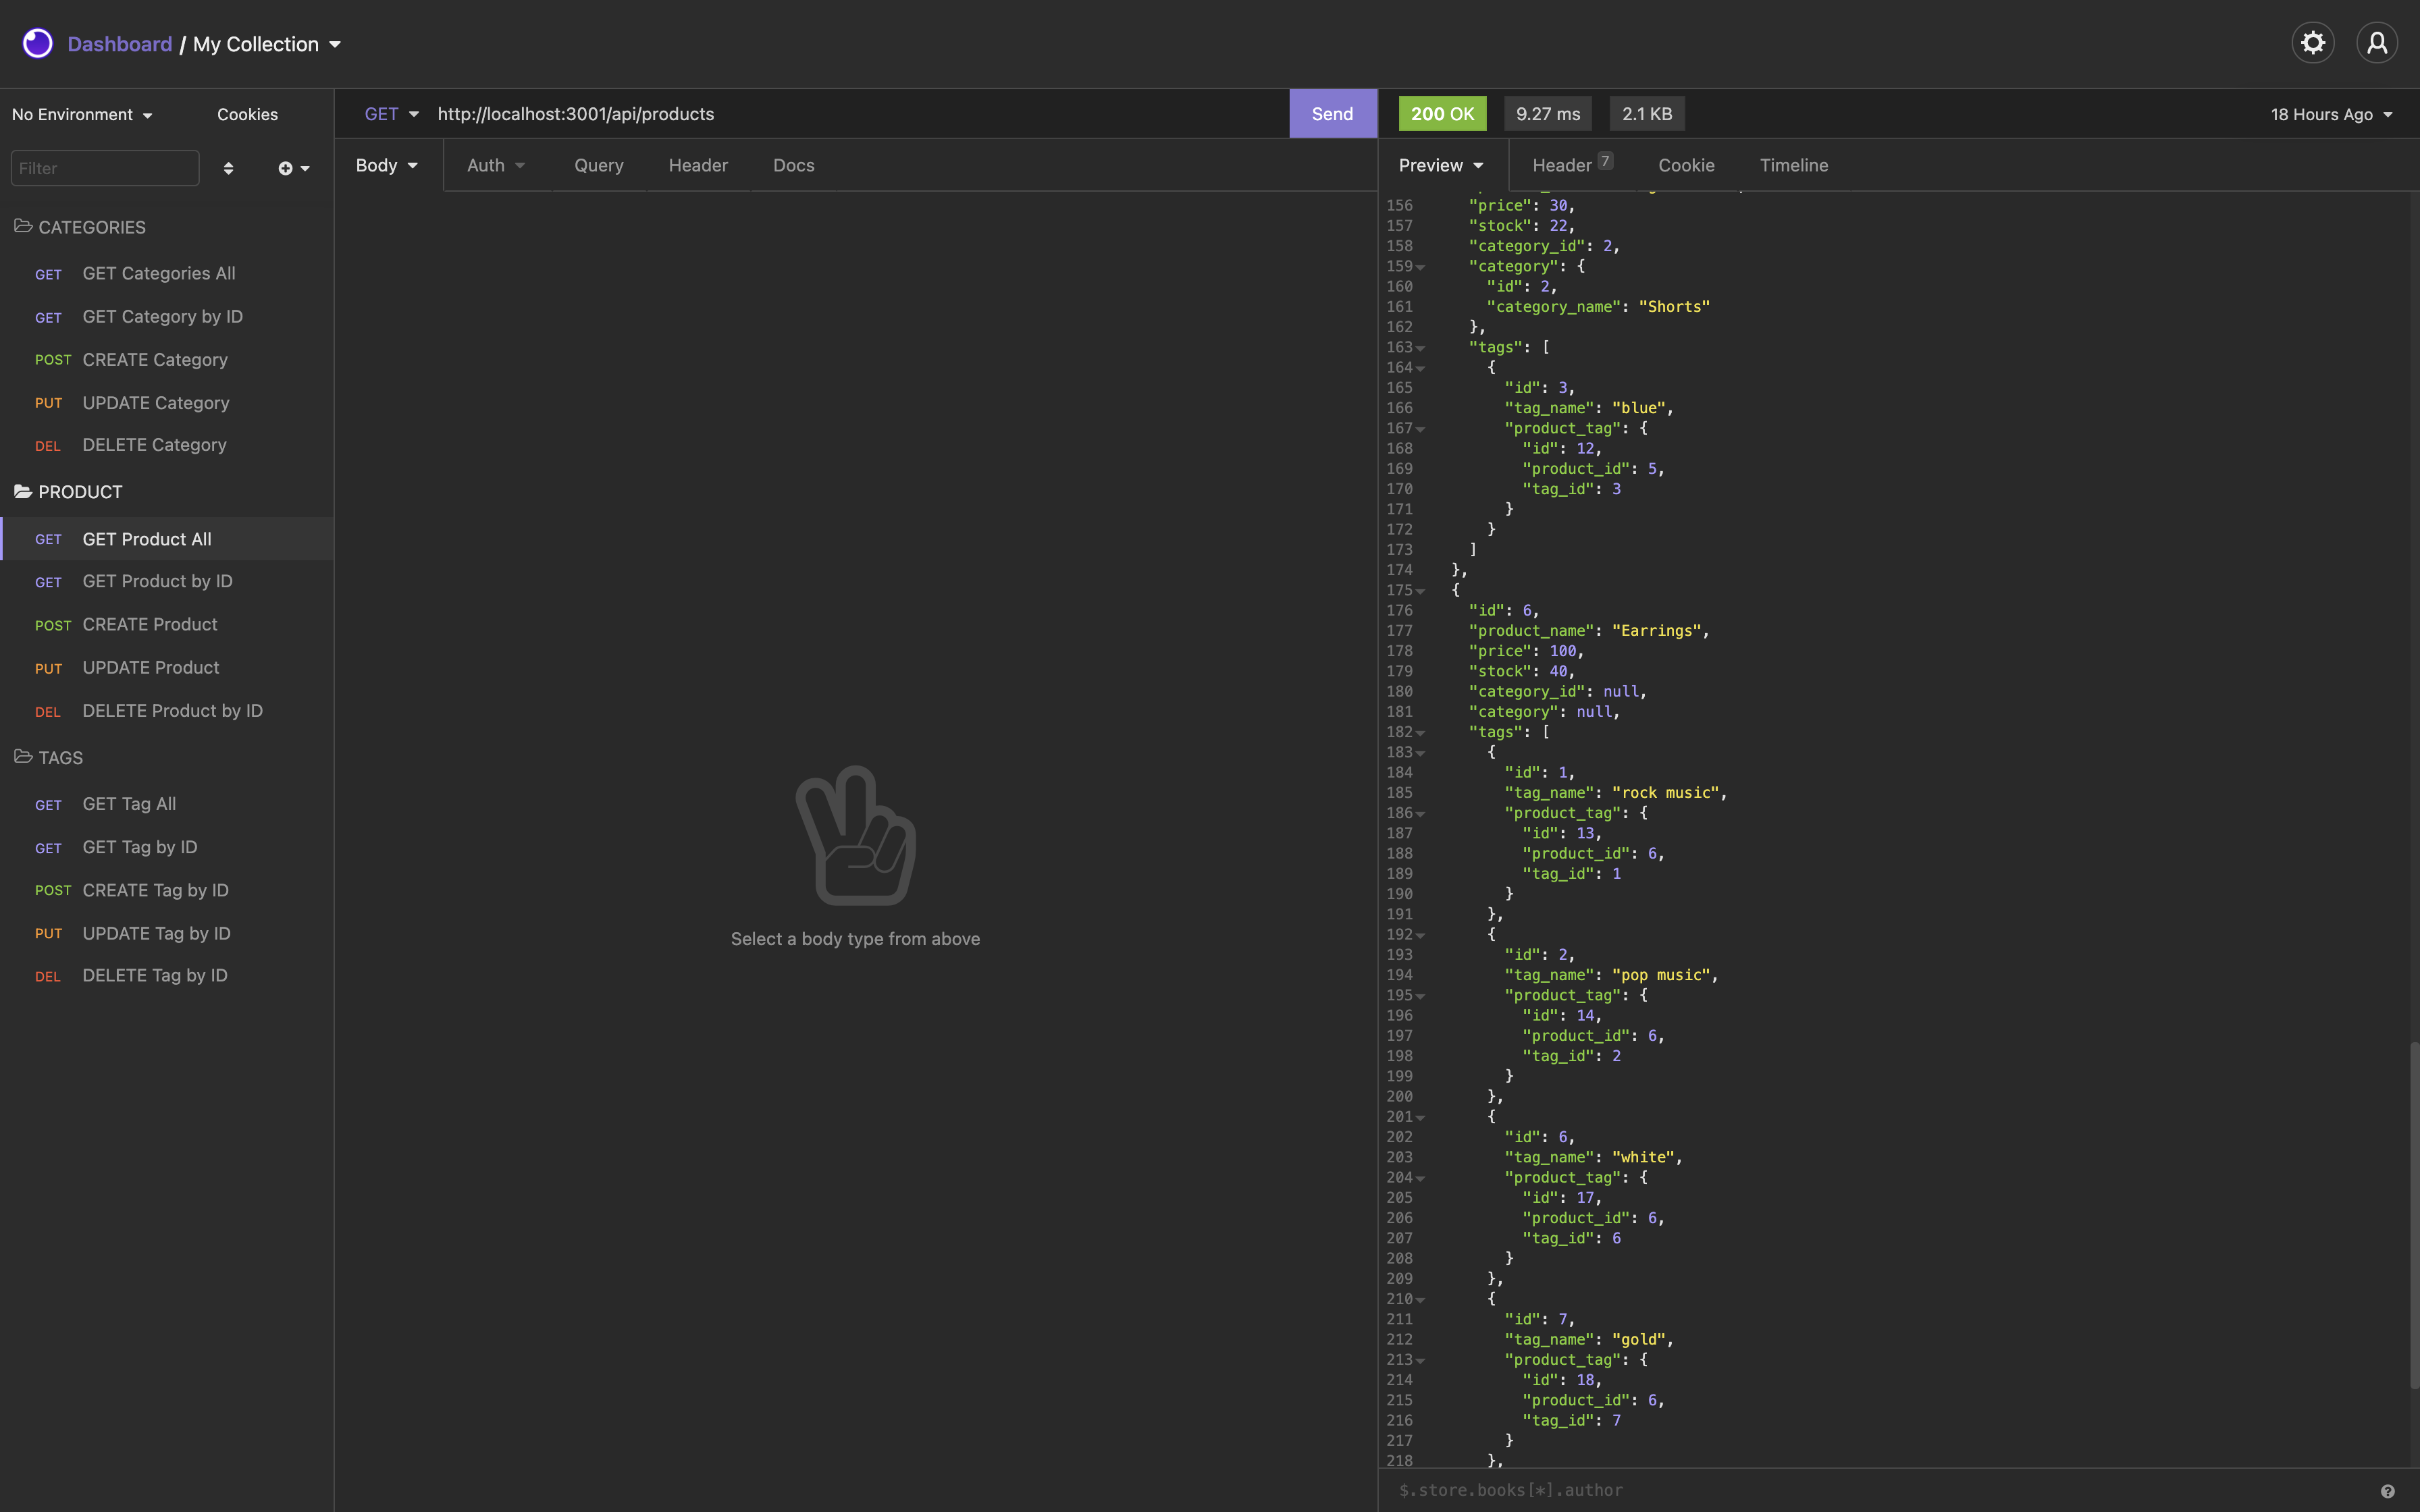 Dashboard / My Collection
No Environment
Cookies
Filter
CATEGORIES
GET GET Categories All
GET GET Category by ID
POST CREATE Category
PUT UPDATE Category
DEL DELETE Category
PRODUCT
GET GET Product All
GET GET Product by ID
POST CREATE Product
PUT UPDATE Product
DEL DELETE Product by ID
TAGS
GET GET Tag All
GET GET Tag by ID
POST CREATE Tag by ID
PUT UPDATE Tag by ID
DEL DELETE Tag by ID
GET http://localhost:3001/api/products Send
Body Auth Query Header Docs
Select a body type from above
200 OK 9.27 ms 2.1 KB 18 Hours Ago
Preview Header 7 Cookie Timeline
156 "price": 30,
157 "stock": 22,
158 "category_id": 2,
159 "category": {
160 "id": 2,
161 "category_name": "Shorts"
162 },
163 "tags": [
164 {
165 "id": 3,
166 "tag_name": "blue",
167 "product_tag": {
168 "id": 12,
169 "product_id": 5,
170 "tag_id": 3
171 }
172 }
173 ]
174 },
175 {
176 "id": 6,
177 "product_name": "Earrings",
178 "price": 100,
179 "stock": 40,
180 "category_id": null,
181 "category": null,
182 "tags": [
183 {
184 "id": 1,
185 "tag_name": "rock music",
186 "product_tag": {
187 "id": 13,
188 "product_id": 6,
189 "tag_id": 1
190 }
191 },
192 {
193 "id": 2,
194 "tag_name": "pop music",
195 "product_tag": {
196 "id": 14,
197 "product_id": 6,
198 "tag_id": 2
199 }
200 },
201 {
202 "id": 6,
203 "tag_name": "white",
204 "product_tag": {
205 "id": 17,
206 "product_id": 6,
207 "tag_id": 6
208 }
209 },
210 {
211 "id": 7,
212 "tag_name": "gold",
213 "product_tag": {
214 "id": 18,
215 "product_id": 6,
216 "tag_id": 7
217 }
218 },
$.store.books[*].author